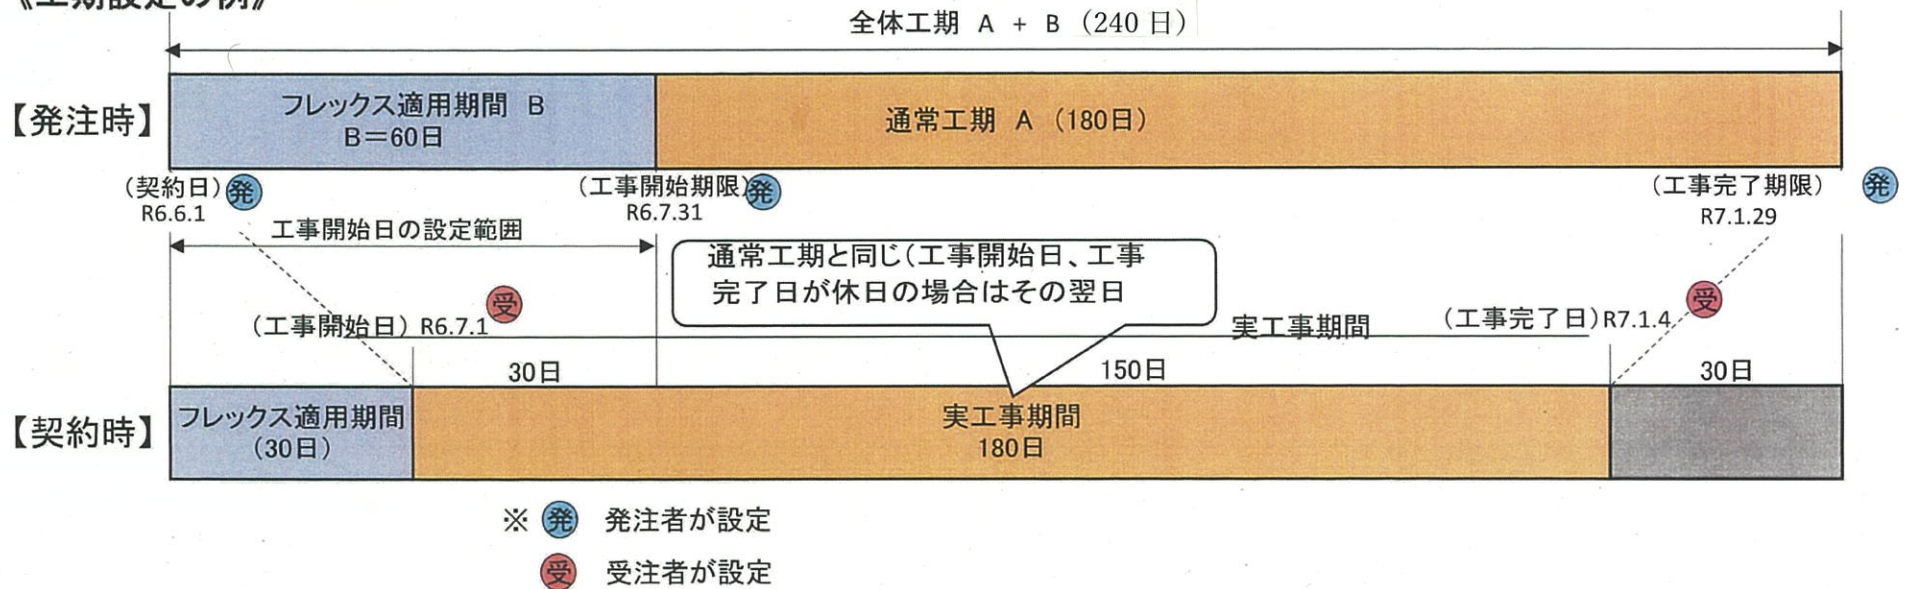 《工期設定の例》
全体工期 A + B (240 日)
【発注時】
フレックス適用期間 B
B=60日
通常工期 A (180日)
(契約日) 発
R6.6.1
(工事開始期限) 発
R6.7.31
(工事完了期限) 発
R7.1.29
工事開始日の設定範囲
通常工期と同じ(工事開始日、工事
完了日が休日の場合はその翌日
受
(工事開始日) R6.7.1
実工事期間
(工事完了日)R7.1.4
受
30日
150日
30日
【契約時】
フレックス適用期間
(30日)
実工事期間
180日
※ 発 発注者が設定
受 受注者が設定